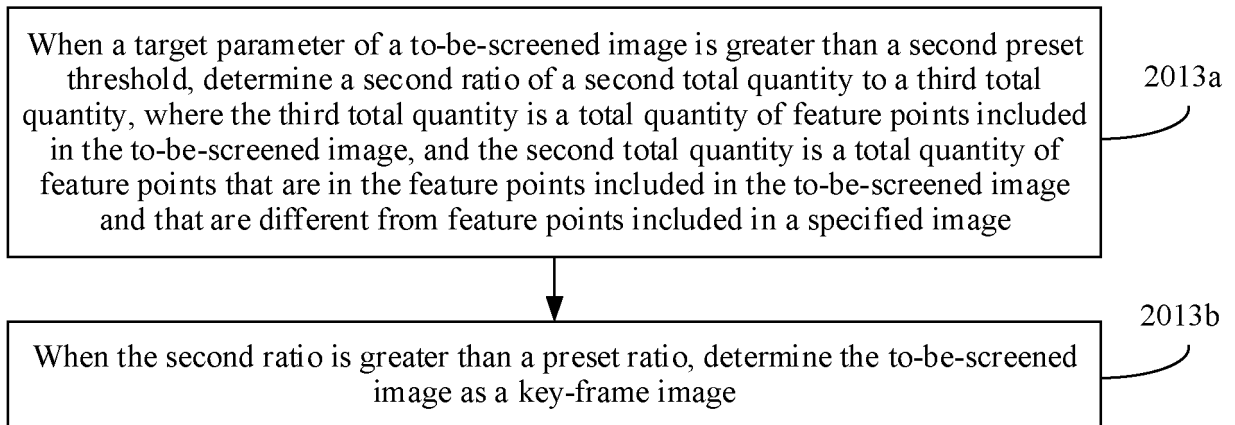 When a target parameter of a to-be-screened image is greater than a second preset
threshold, determine a second ratio of a second total quantity to a third total
quantity, where the third total quantity is a total quantity of feature points included
in the to-be-screened image, and the second total quantity is a total quantity of
feature points that are in the feature points included in the to-be-screened image
and that are different from feature points included in a specified image
2013a
When the second ratio is greater than a preset ratio, determine the to-be-screened
image as a key-frame image
2013b